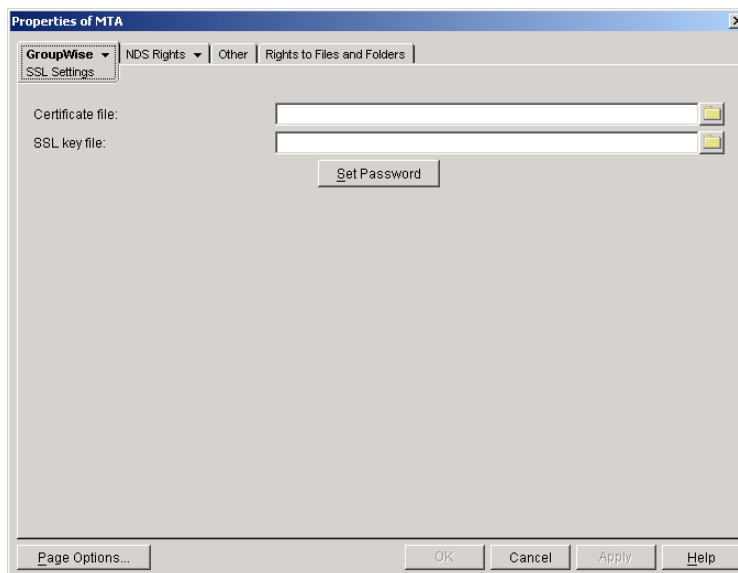 Properties of MTA
GroupWise NDS Rights Other Rights to Files and Folders
SSL Settings
Certificate file:
SSL key file:
Set Password
Page Options... OK Cancel Apply Help